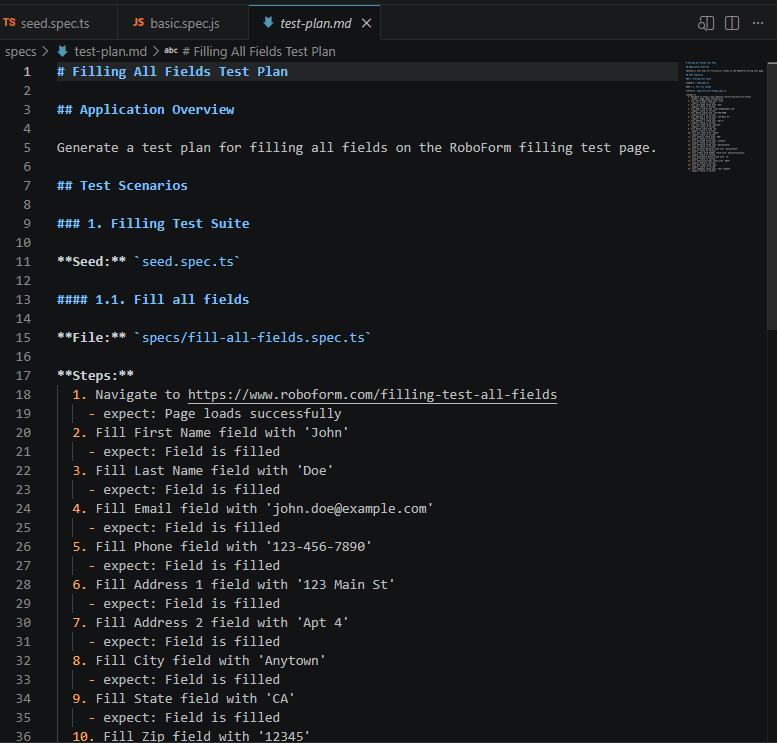 TS seed.spec.ts
JS basic.spec.js
test-plan.md
specs > test-plan.md > abc # Filling All Fields Test Plan
1 # Filling All Fields Test Plan
2
3 ## Application Overview
4
5 Generate a test plan for filling all fields on the RoboForm filling test page.
6
7 ## Test Scenarios
8
9 ### 1. Filling Test Suite
10
11 **Seed:** `seed.spec.ts`
12
13 #### 1.1. Fill all fields
14
15 **File:** `specs/fill-all-fields.spec.ts`
16
17 **Steps:**
18 1. Navigate to https://www.roboform.com/filling-test-all-fields
19 - expect: Page loads successfully
20 2. Fill First Name field with 'John'
21 - expect: Field is filled
22 3. Fill Last Name field with 'Doe'
23 - expect: Field is filled
24 4. Fill Email field with 'john.doe@example.com'
25 - expect: Field is filled
26 5. Fill Phone field with '123-456-7890'
27 - expect: Field is filled
28 6. Fill Address 1 field with '123 Main St'
29 - expect: Field is filled
30 7. Fill Address 2 field with 'Apt 4'
31 - expect: Field is filled
32 8. Fill City field with 'Anytown'
33 - expect: Field is filled
34 9. Fill State field with 'CA'
35 - expect: Field is filled
36 10. Fill Zip field with '12345'